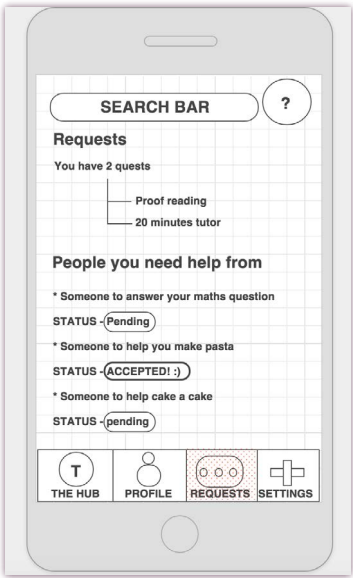 SEARCH BAR
?
Requests
You have 2 quests
Proof reading
20 minutes tutor
People you need help from
* Someone to answer your maths question
STATUS - Pending
* Someone to help you make pasta
STATUS - ACCEPTED! :)
* Someone to help cake a cake
STATUS - pending
T
THE HUB PROFILE REQUESTS SETTINGS